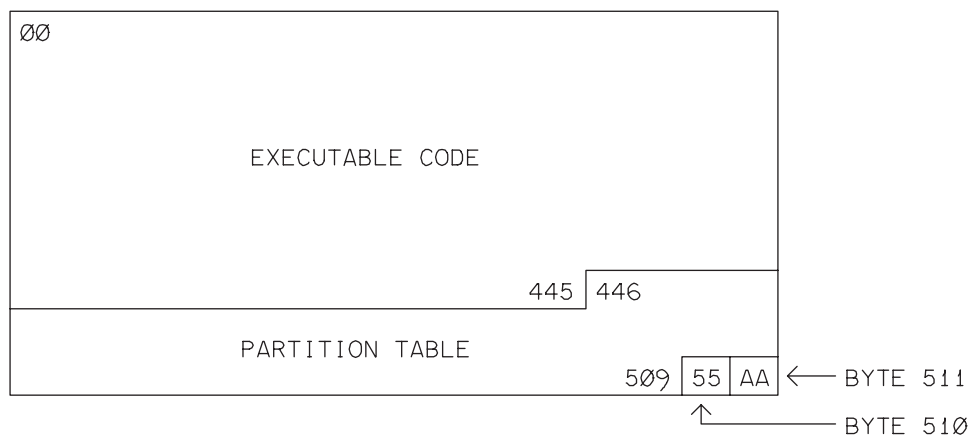 ØØ
EXECUTABLE CODE
445 446
PARTITION TABLE
5Ø9 55 AA BYTE 511
BYTE 51Ø